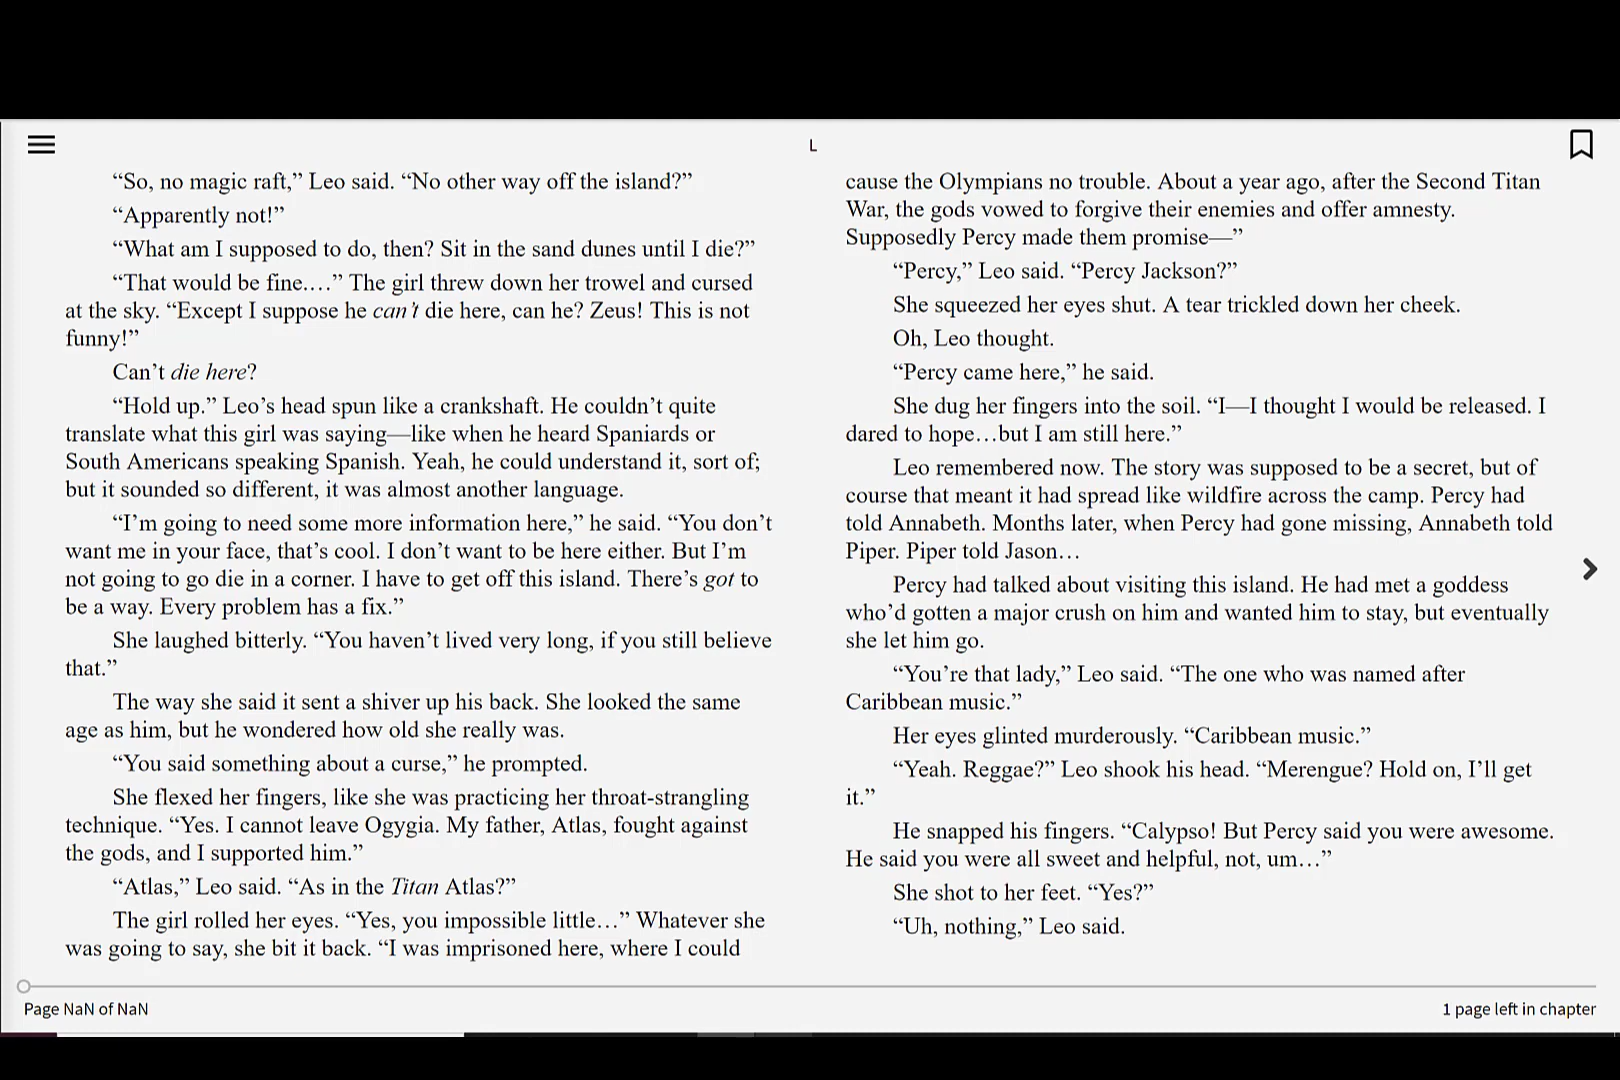 L
“So, no magic raft,” Leo said. “No other way off the island?”
“Apparently not!”
“What am I supposed to do, then? Sit in the sand dunes until I die?”
“That would be fine.…” The girl threw down her trowel and cursed
at the sky. “Except I suppose he can’t die here, can he? Zeus! This is not
funny!”
Can’t die here?
“Hold up.” Leo’s head spun like a crankshaft. He couldn’t quite
translate what this girl was saying—like when he heard Spaniards or
South Americans speaking Spanish. Yeah, he could understand it, sort of;
but it sounded so different, it was almost another language.
“I’m going to need some more information here,” he said. “You don’t
want me in your face, that’s cool. I don’t want to be here either. But I’m
not going to go die in a corner. I have to get off this island. There’s got to
be a way. Every problem has a fix.”
She laughed bitterly. “You haven’t lived very long, if you still believe
that.”
The way she said it sent a shiver up his back. She looked the same
age as him, but he wondered how old she really was.
“You said something about a curse,” he prompted.
She flexed her fingers, like she was practicing her throat-strangling
technique. “Yes. I cannot leave Ogygia. My father, Atlas, fought against
the gods, and I supported him.”
“Atlas,” Leo said. “As in the Titan Atlas?”
The girl rolled her eyes. “Yes, you impossible little…” Whatever she
was going to say, she bit it back. “I was imprisoned here, where I could
cause the Olympians no trouble. About a year ago, after the Second Titan
War, the gods vowed to forgive their enemies and offer amnesty.
Supposedly Percy made them promise—”
“Percy,” Leo said. “Percy Jackson?”
She squeezed her eyes shut. A tear trickled down her cheek.
Oh, Leo thought.
“Percy came here,” he said.
She dug her fingers into the soil. “I—I thought I would be released. I
dared to hope…but I am still here.”
Leo remembered now. The story was supposed to be a secret, but of
course that meant it had spread like wildfire across the camp. Percy had
told Annabeth. Months later, when Percy had gone missing, Annabeth told
Piper. Piper told Jason…
Percy had talked about visiting this island. He had met a goddess
who’d gotten a major crush on him and wanted him to stay, but eventually
she let him go.
“You’re that lady,” Leo said. “The one who was named after
Caribbean music.”
Her eyes glinted murderously. “Caribbean music.”
“Yeah. Reggae?” Leo shook his head. “Merengue? Hold on, I’ll get
it.”
He snapped his fingers. “Calypso! But Percy said you were awesome.
He said you were all sweet and helpful, not, um…”
She shot to her feet. “Yes?”
“Uh, nothing,” Leo said.
Page NaN of NaN
1 page left in chapter